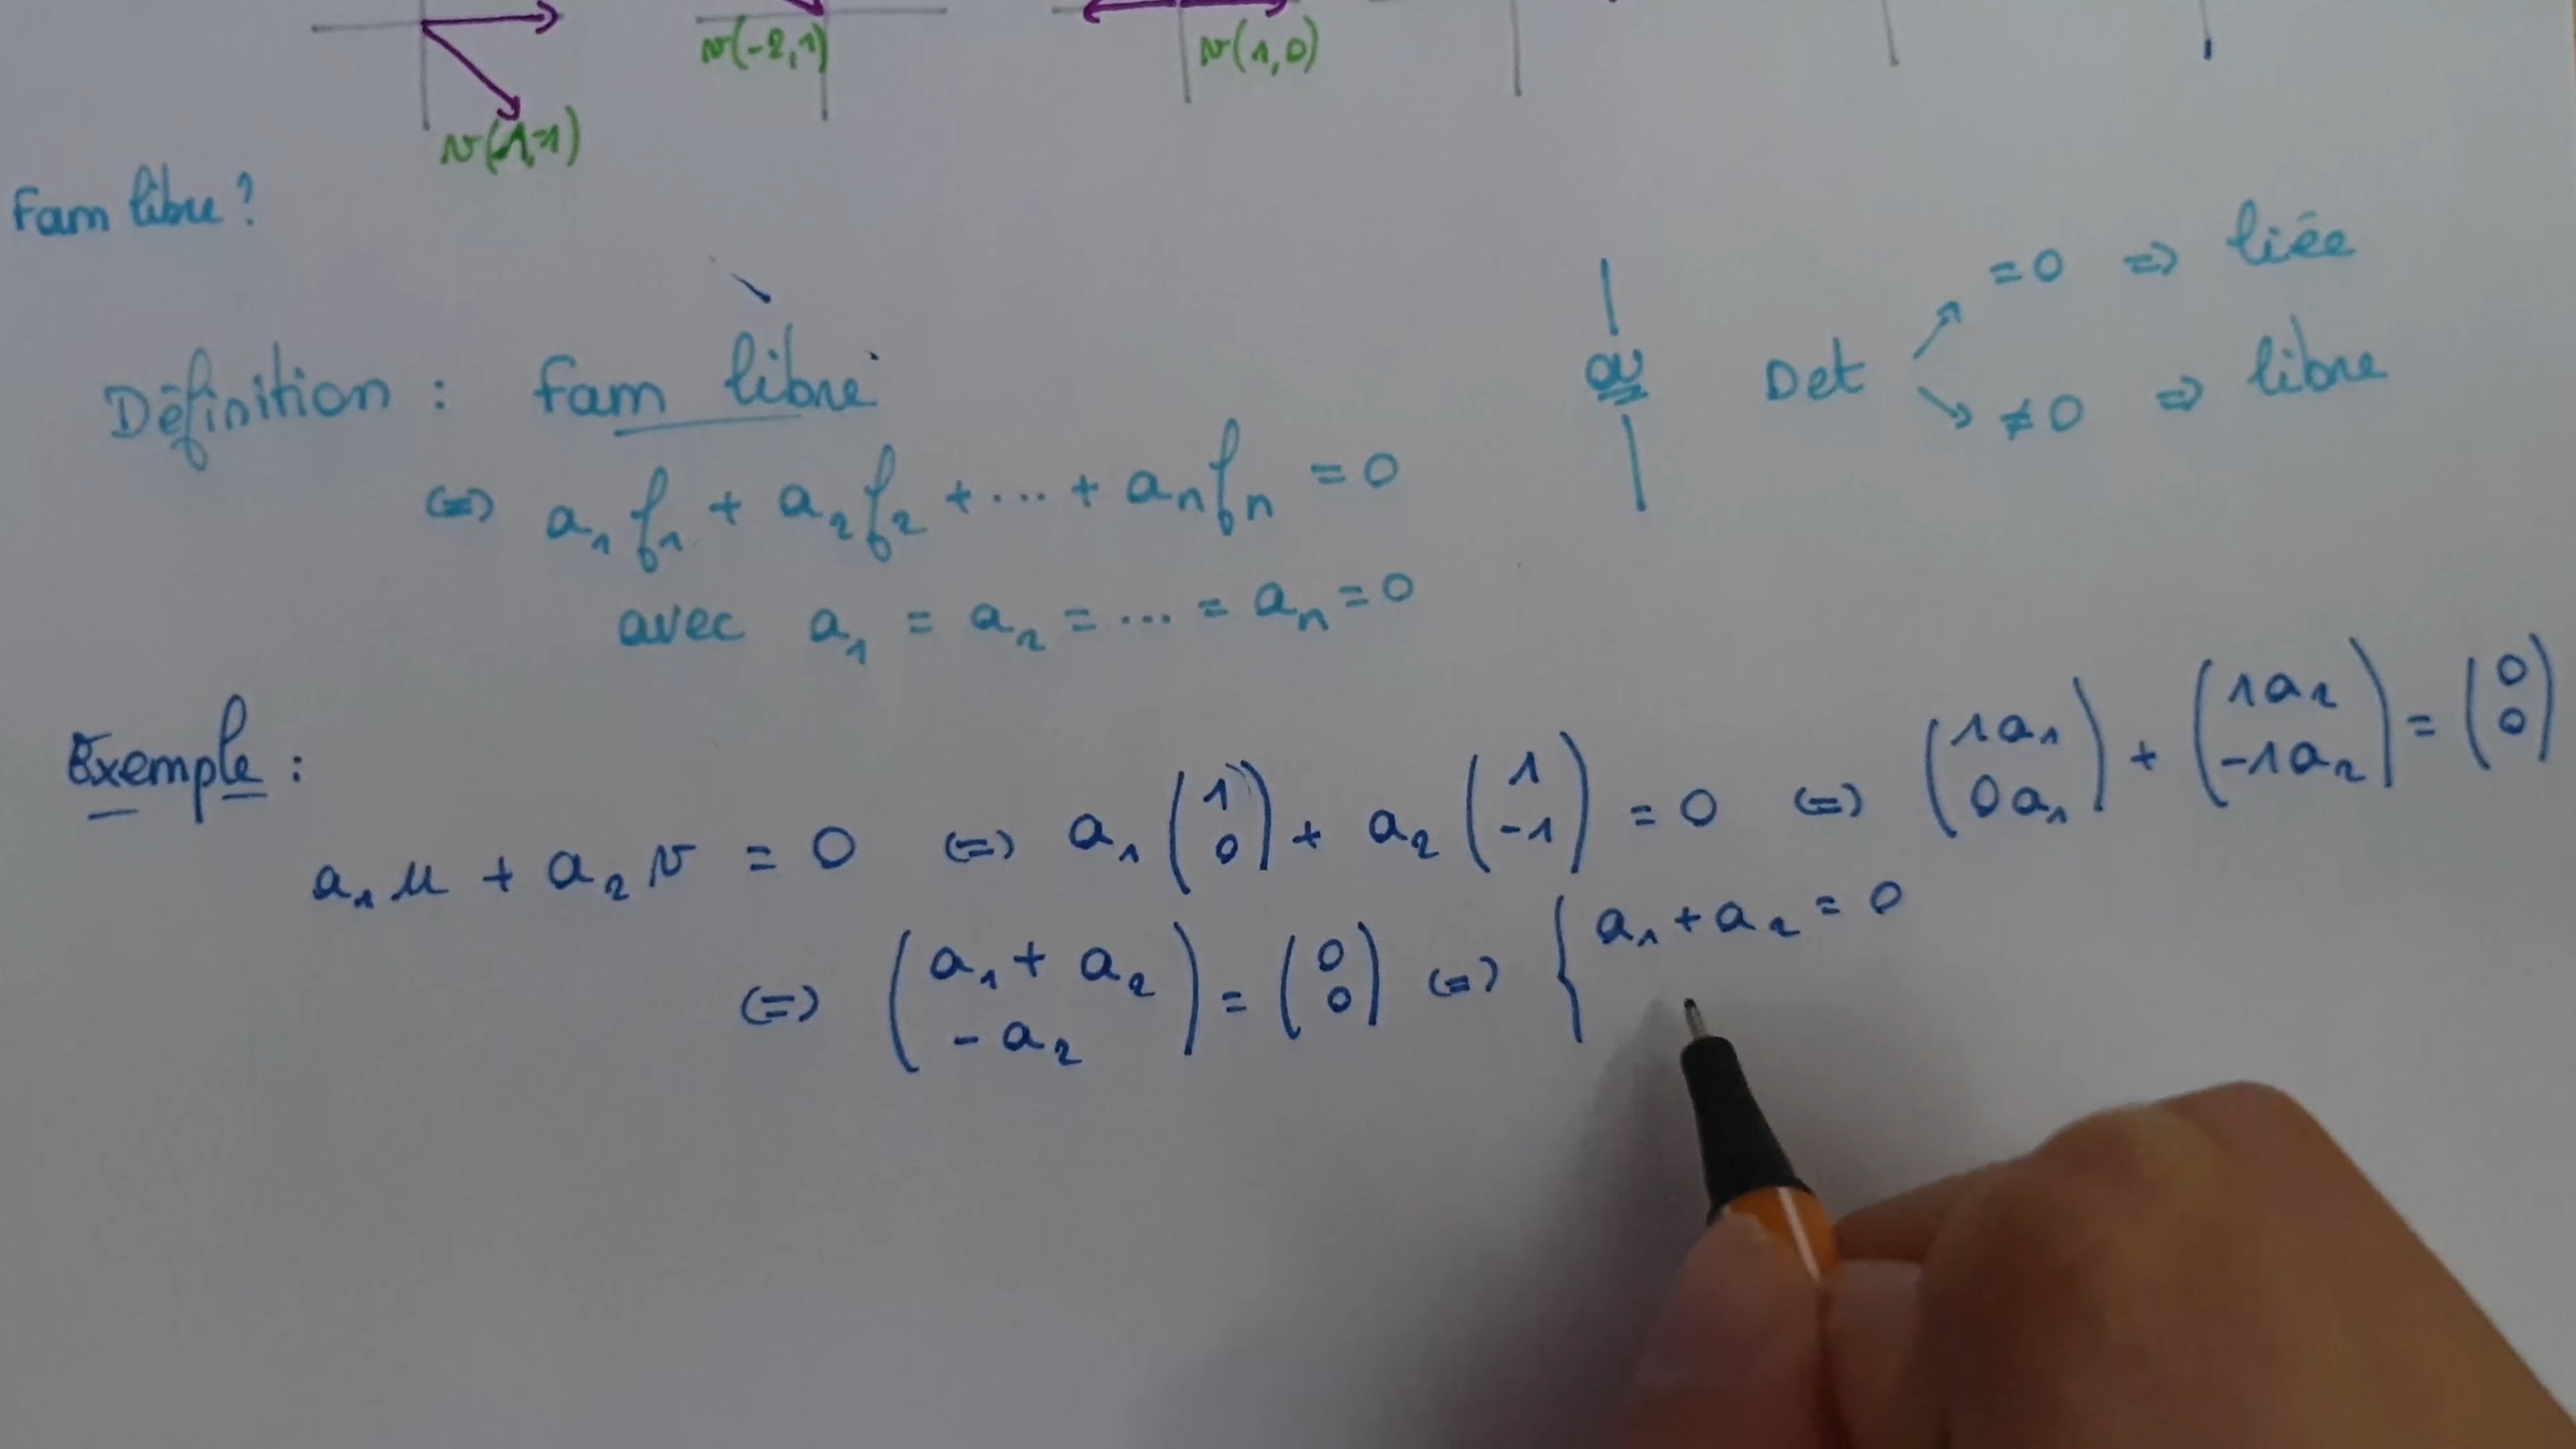 v(-2,1) v(1,0)
v(1,-1)
Fam libre ?
Définition : Fam libre
⇔ a₁f₁ + a₂f₂ + ... + aₙfₙ = 0
avec a₁ = a₂ = ... = aₙ = 0
ou
Det
= 0 ⇒ liée
≠ 0 ⇒ libre
Exemple :
a₁u + a₂v = 0 ⇔ a₁ (1 0) + a₂ (1 -1) = 0 ⇔ (1a₁ 0a₁) + (1a₂ -1a₂) = (0 0)
⇔ (a₁ + a₂ -a₂) = (0 0) ⇔ { a₁ + a₂ = 0